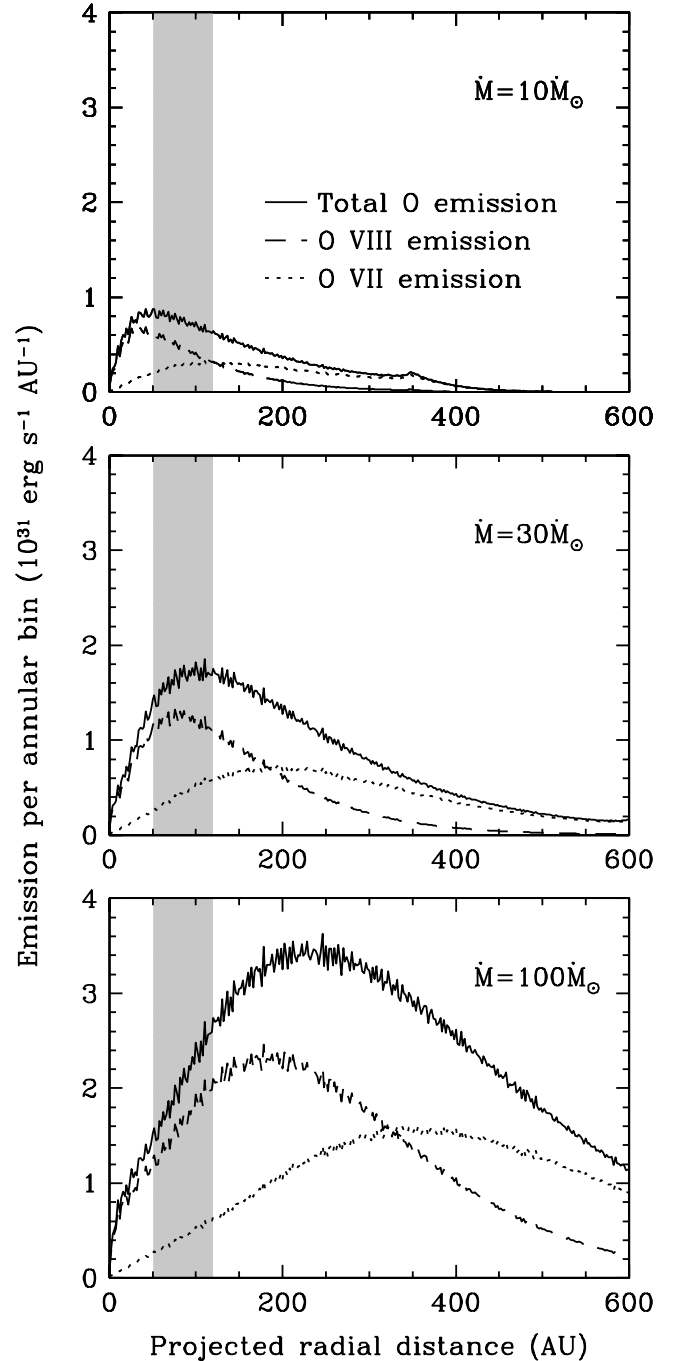 Emission per annular bin (10³¹ erg s⁻¹ AU⁻¹)
4
3
2
1
0
Ṁ=10Ṁ⊙
Total O emission
O VIII emission
O VII emission
0 200 400 600
4
3
2
1
0
Ṁ=30Ṁ⊙
0 200 400 600
4
3
2
1
0
Ṁ=100Ṁ⊙
0 200 400 600
Projected radial distance (AU)